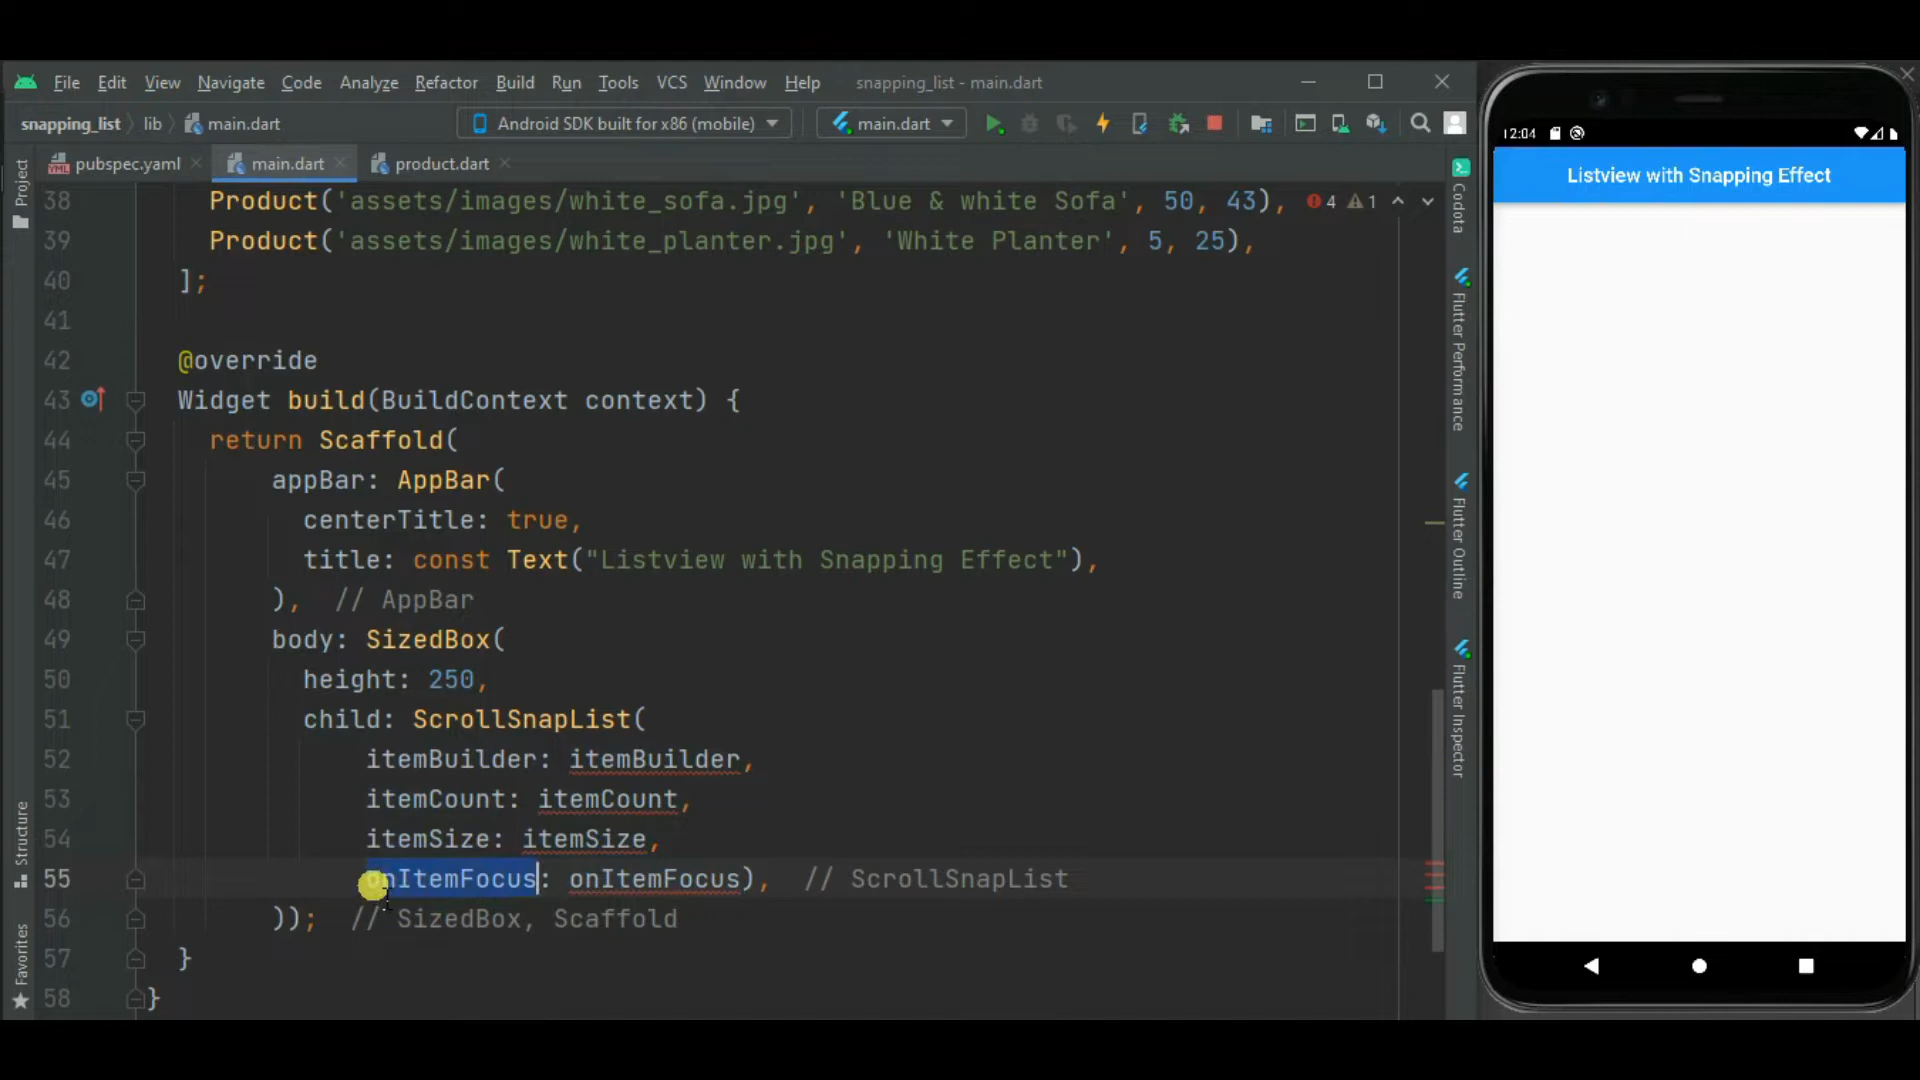 File Edit View Navigate Code Analyze Refactor Build Run Tools VCS Window Help snapping_list - main.dart
snapping_list lib main.dart Android SDK built for x86 (mobile) main.dart
pubspec.yaml main.dart product.dart
Project
Structure
Favorites
38 Product('assets/images/white_sofa.jpg', 'Blue & white Sofa', 50, 43), 4 1
39 Product('assets/images/white_planter.jpg', 'White Planter', 5, 25),
40 ];
41
42 @override
43 Widget build(BuildContext context) {
44 return Scaffold(
45 appBar: AppBar(
46 centerTitle: true,
47 title: const Text("Listview with Snapping Effect"),
48 ), // AppBar
49 body: SizedBox(
50 height: 250,
51 child: ScrollSnapList(
52 itemBuilder: itemBuilder,
53 itemCount: itemCount,
54 itemSize: itemSize,
55 onItemFocus: onItemFocus), // ScrollSnapList
56 )); // SizedBox, Scaffold
57 }
58 }
Codota
Flutter Performance
Flutter Outline
Flutter Inspector
12:04
Listview with Snapping Effect